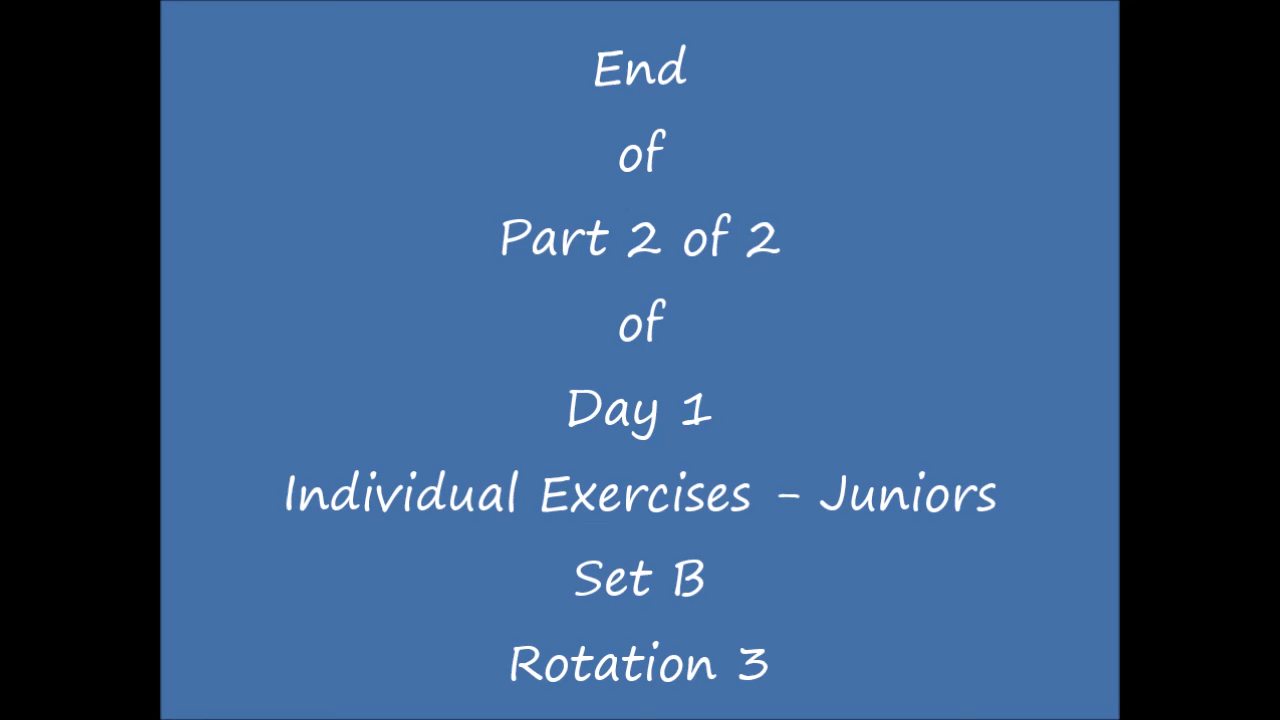 End
of
Part 2 of 2
of
Day 1
Individual Exercises - Juniors
Set B
Rotation 3